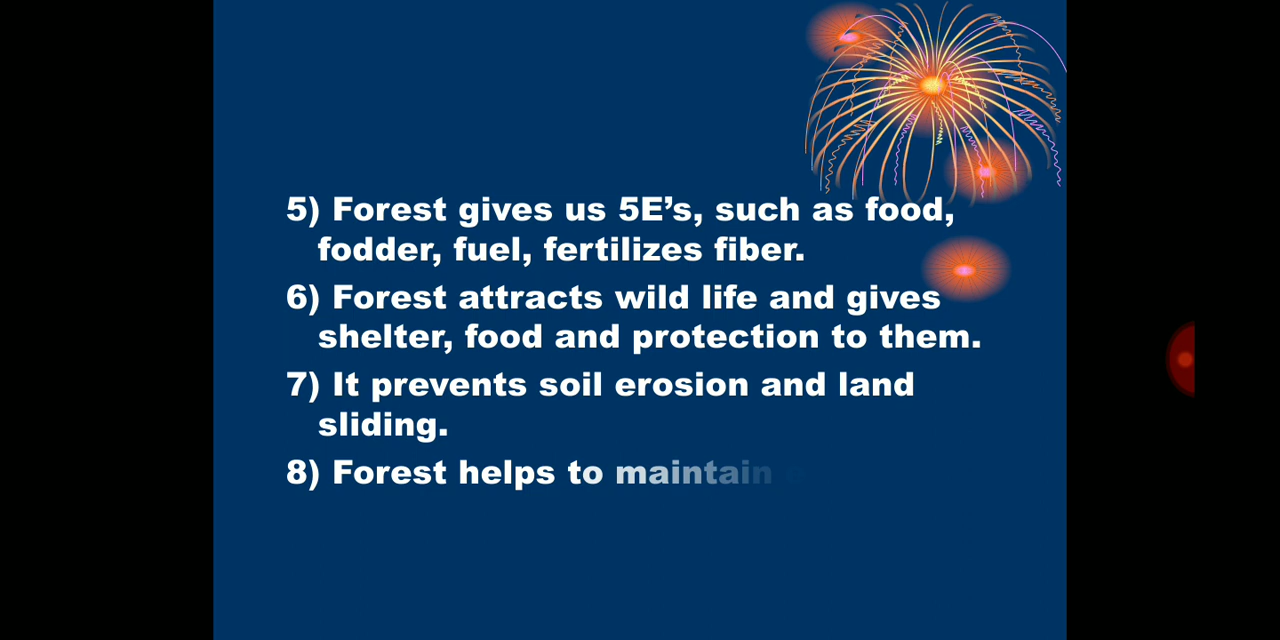 5) Forest gives us 5E’s, such as food,
fodder, fuel, fertilizes fiber.
6) Forest attracts wild life and gives
shelter, food and protection to them.
7) It prevents soil erosion and land
sliding.
8) Forest helps to maintain